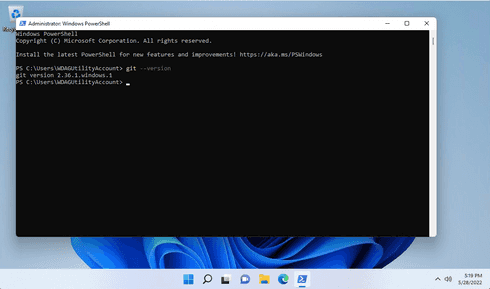 Administrator: Windows PowerShell
Windows PowerShell
Copyright (C) Microsoft Corporation. All rights reserved.
Install the latest PowerShell for new features and improvements! https://aka.ms/PSWindows
PS C:\Users\WDAGUtilityAccount> git --version
git version 2.36.1.windows.1
PS C:\Users\WDAGUtilityAccount>
5:19 PM
5/28/2022